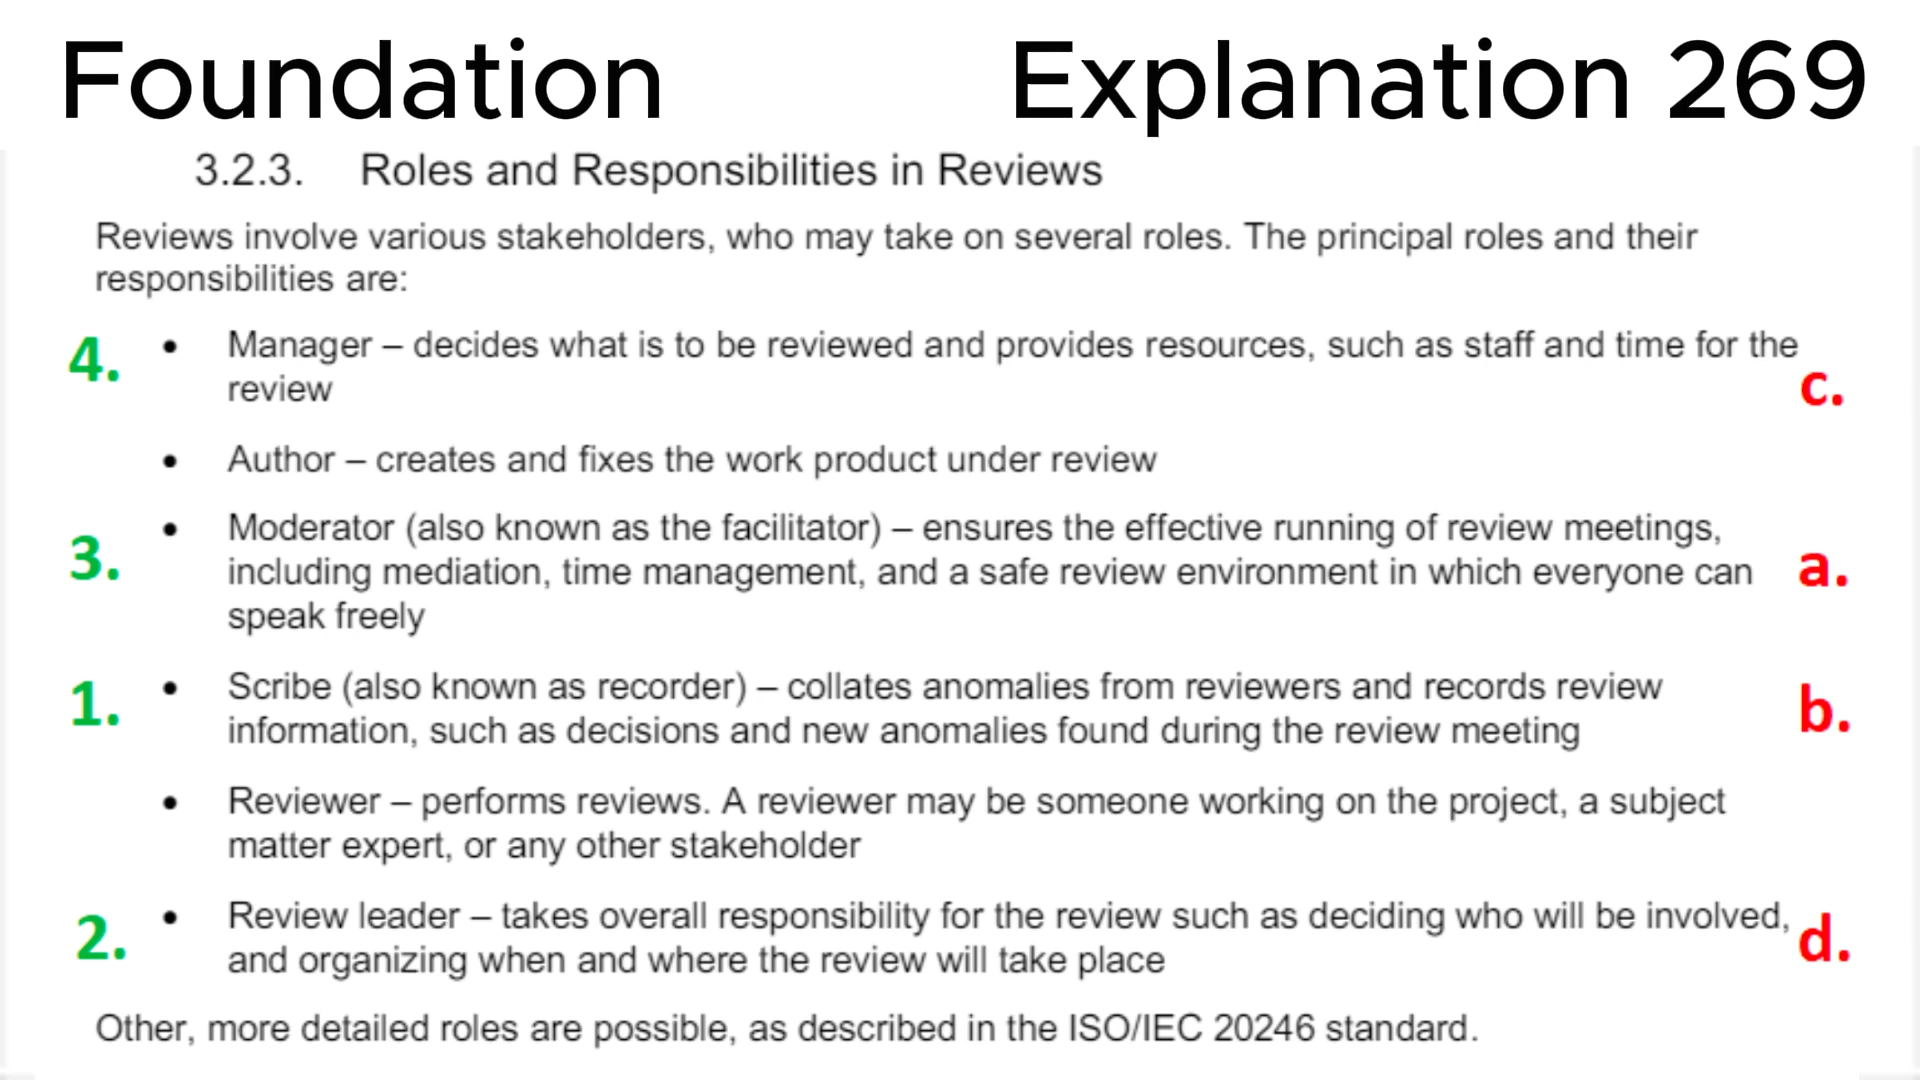 Foundation Explanation 269
3.2.3. Roles and Responsibilities in Reviews
Reviews involve various stakeholders, who may take on several roles. The principal roles and their
responsibilities are:
4. • Manager – decides what is to be reviewed and provides resources, such as staff and time for the
review c.
• Author – creates and fixes the work product under review
• Moderator (also known as the facilitator) – ensures the effective running of review meetings,
3. including mediation, time management, and a safe review environment in which everyone can a.
speak freely
1. • Scribe (also known as recorder) – collates anomalies from reviewers and records review
information, such as decisions and new anomalies found during the review meeting b.
• Reviewer – performs reviews. A reviewer may be someone working on the project, a subject
matter expert, or any other stakeholder
2. • Review leader – takes overall responsibility for the review such as deciding who will be involved, d.
and organizing when and where the review will take place
Other, more detailed roles are possible, as described in the ISO/IEC 20246 standard.